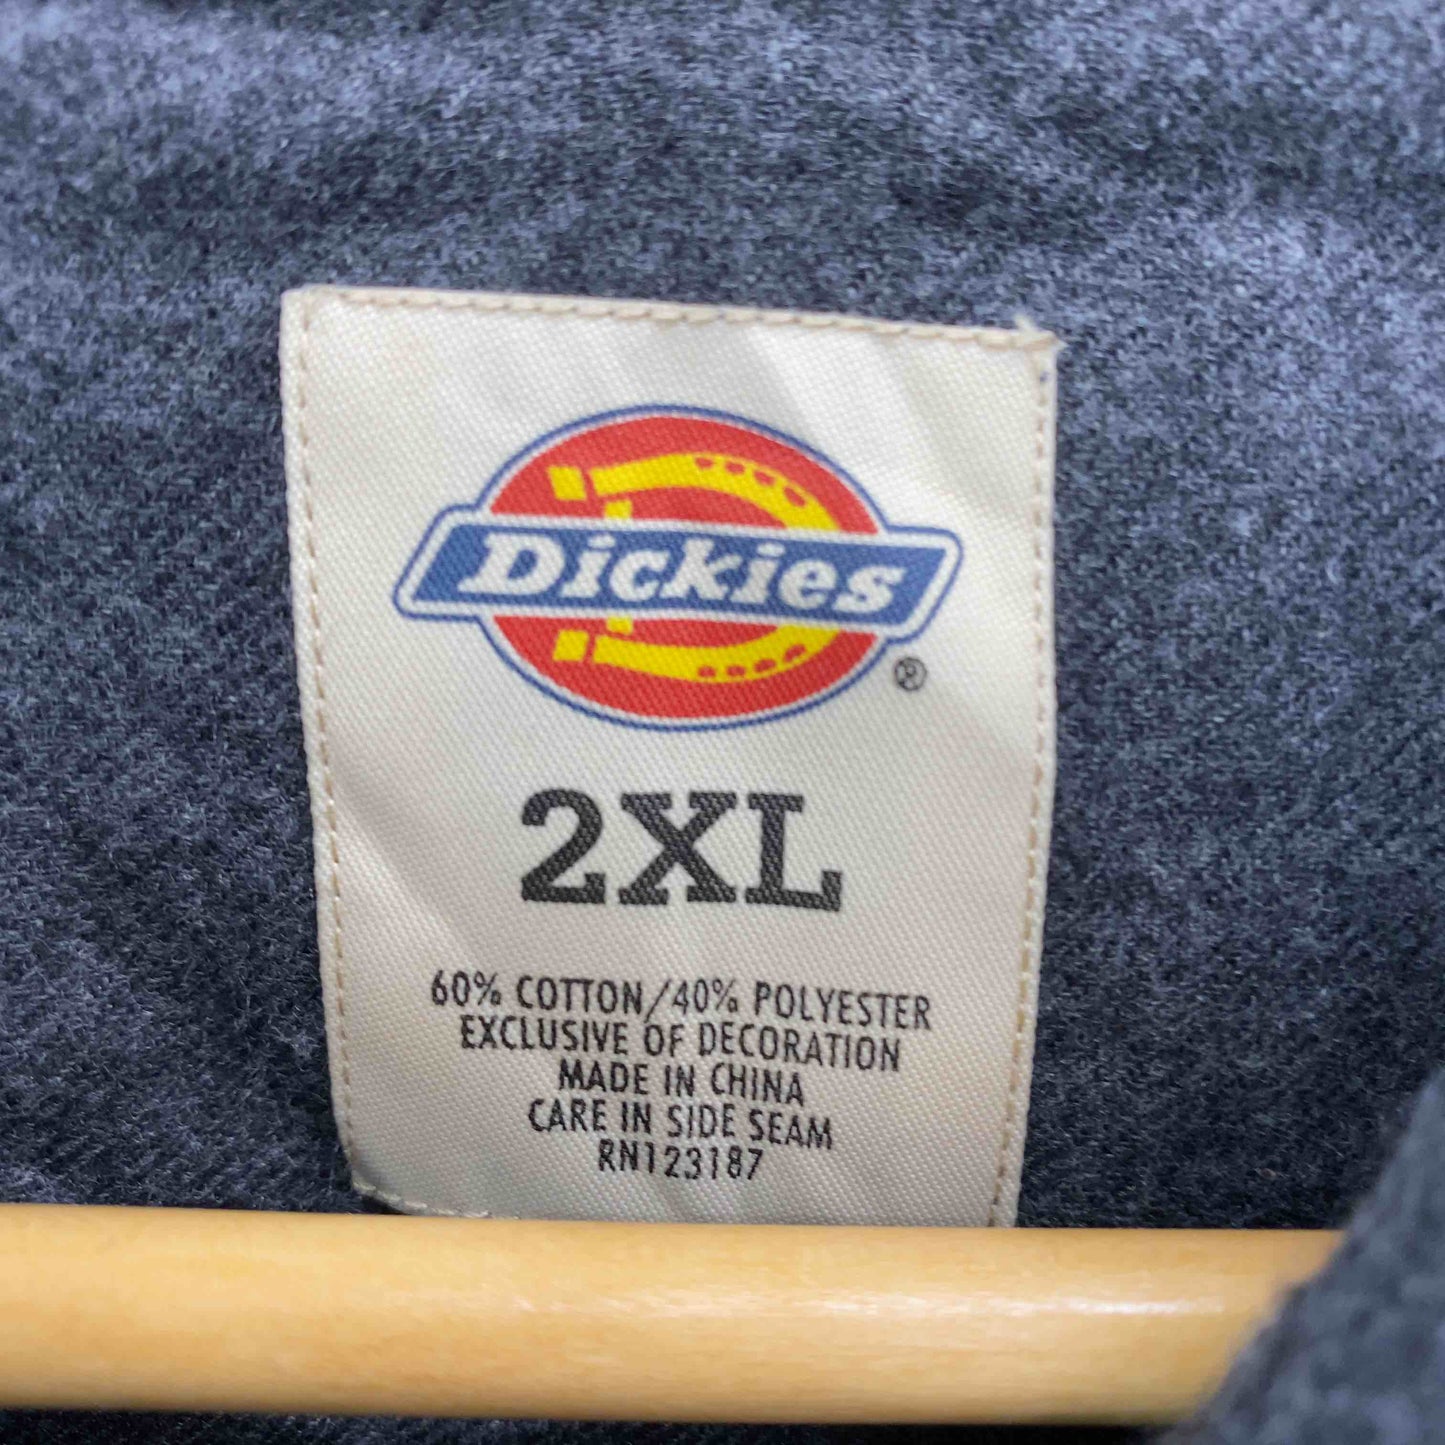 Dickies
®
2XL
60% COTTON/40% POLYESTER
EXCLUSIVE OF DECORATION
MADE IN CHINA
CARE IN SIDE SEAM
RN123187